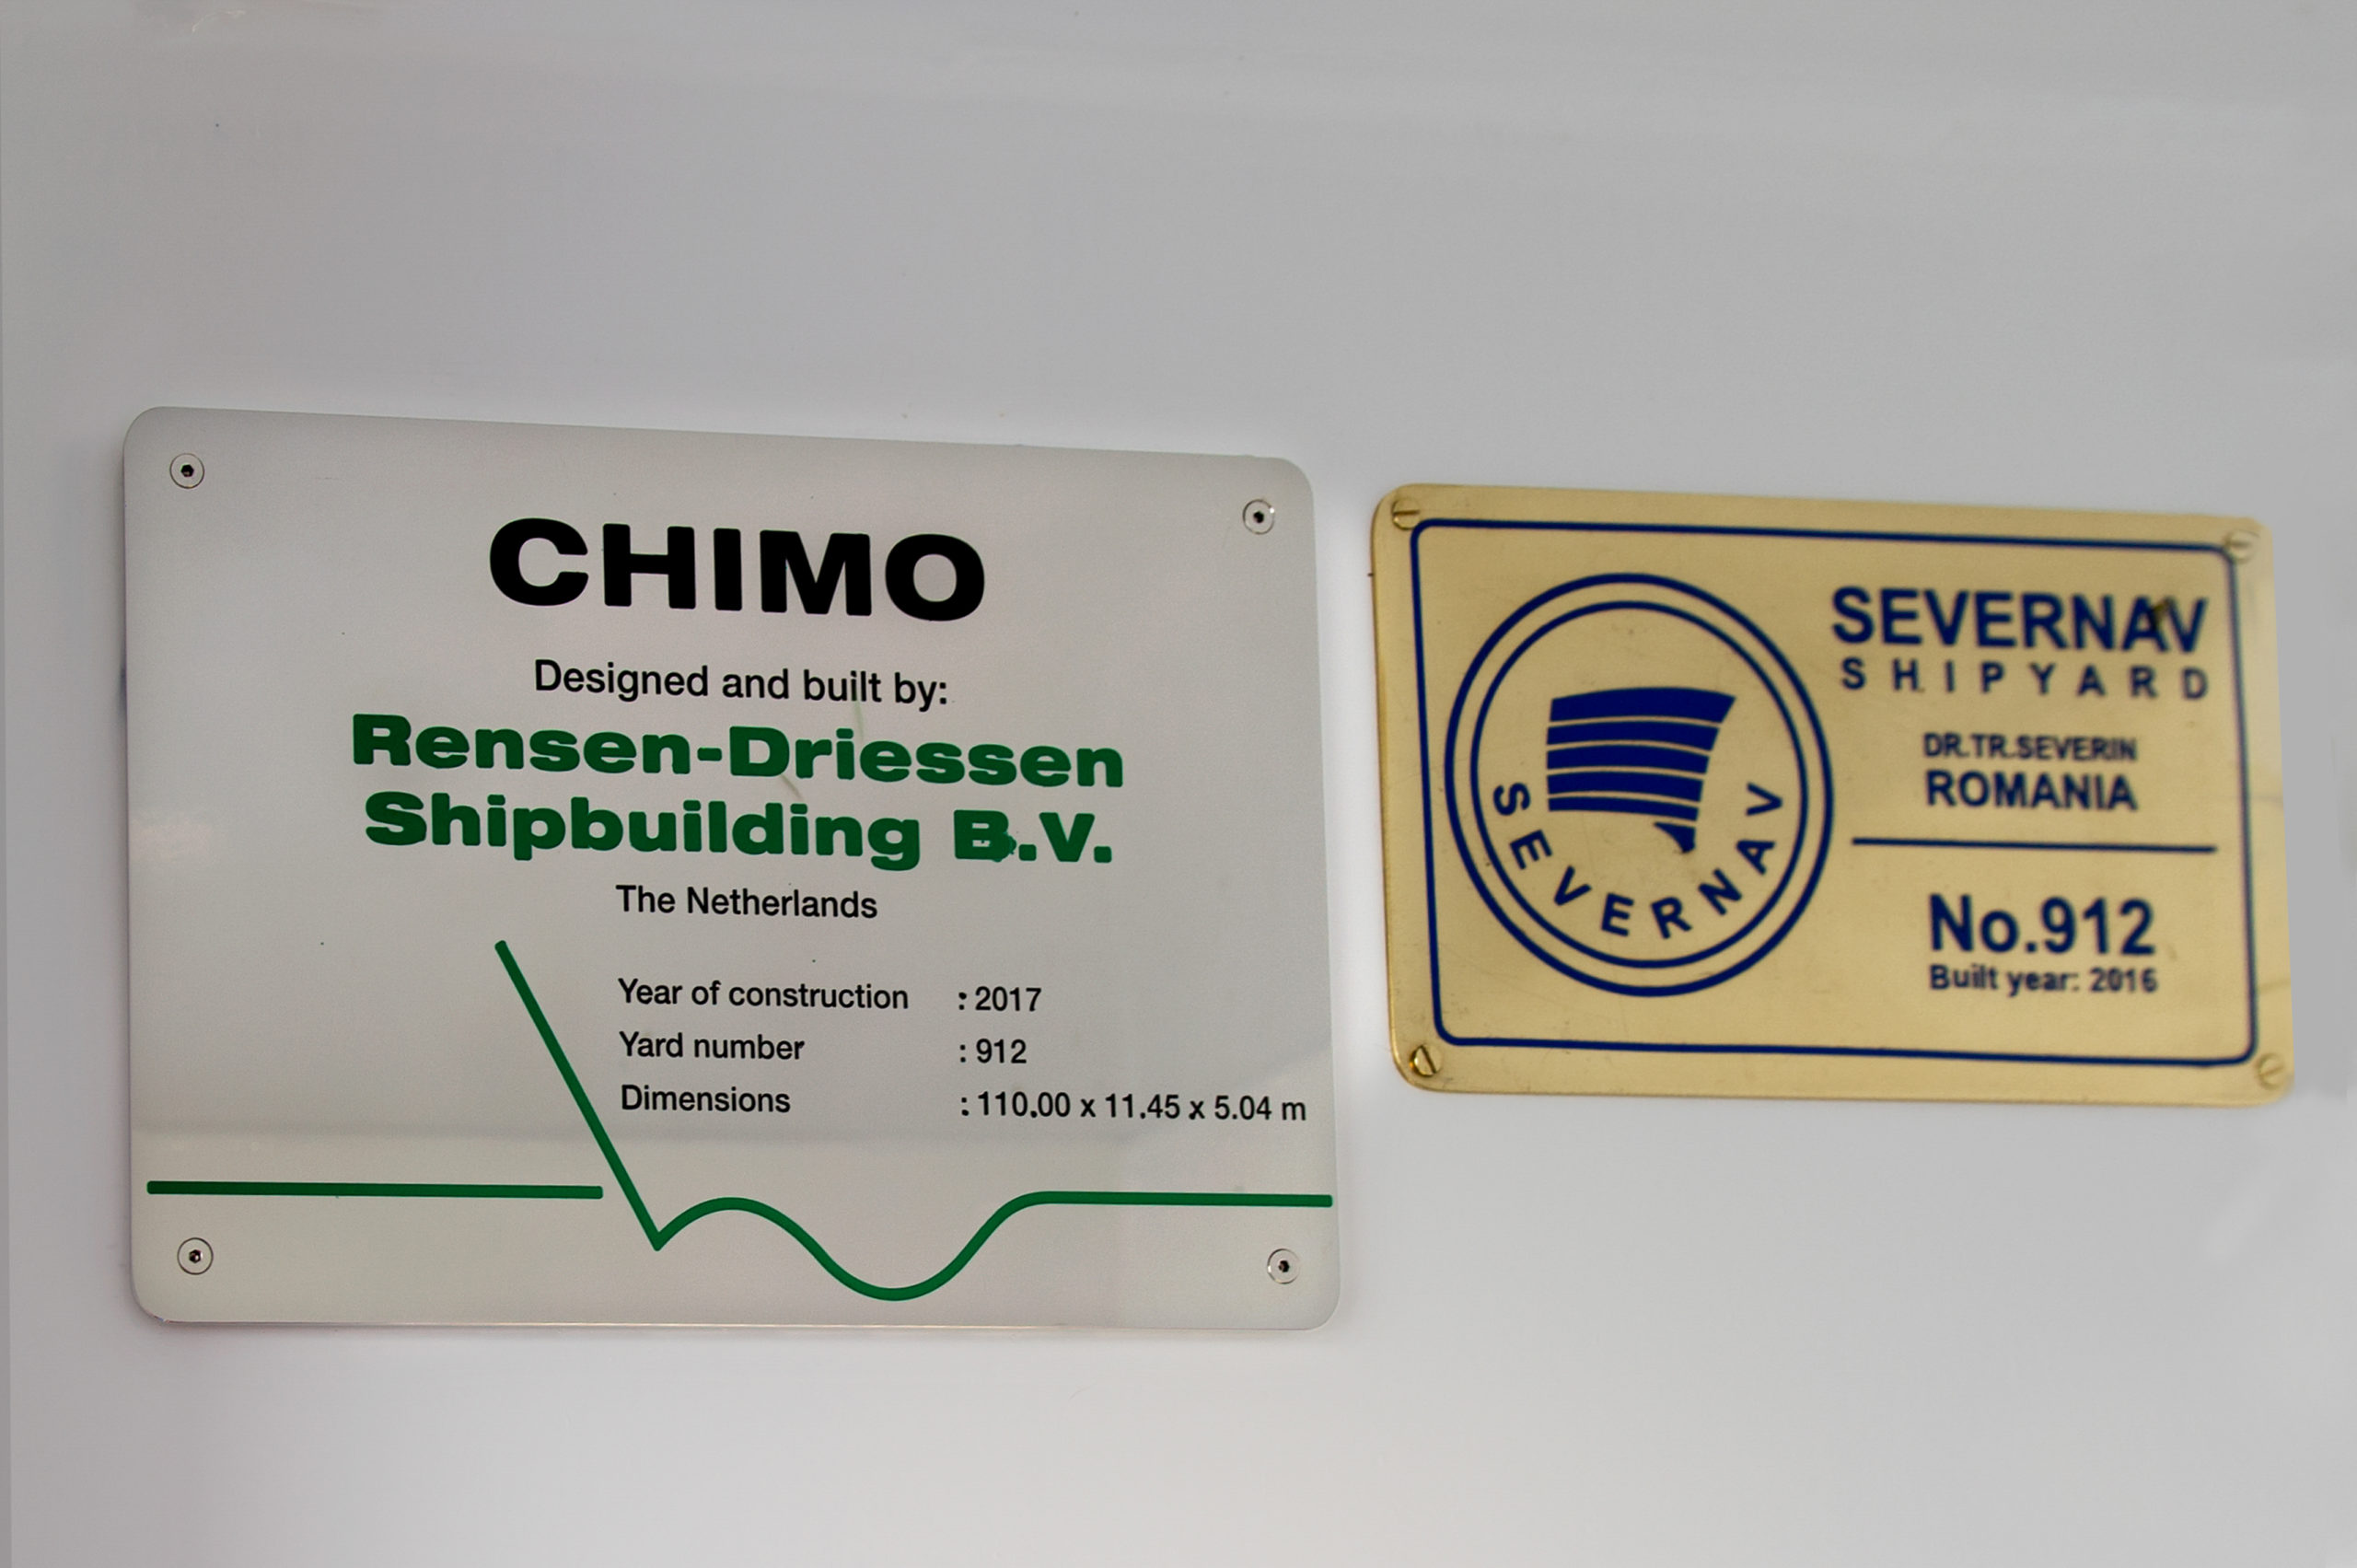 CHIMO
Designed and built by:
Rensen-Driessen
Shipbuilding B.V.
The Netherlands
Year of construction : 2017
Yard number : 912
Dimensions : 110.00 x 11.45 x 5.04 m
SEVERNAV
SEVERNAV
SHIPYARD
DR.TR.SEVERIN
ROMANIA
No.912
Built year: 2016